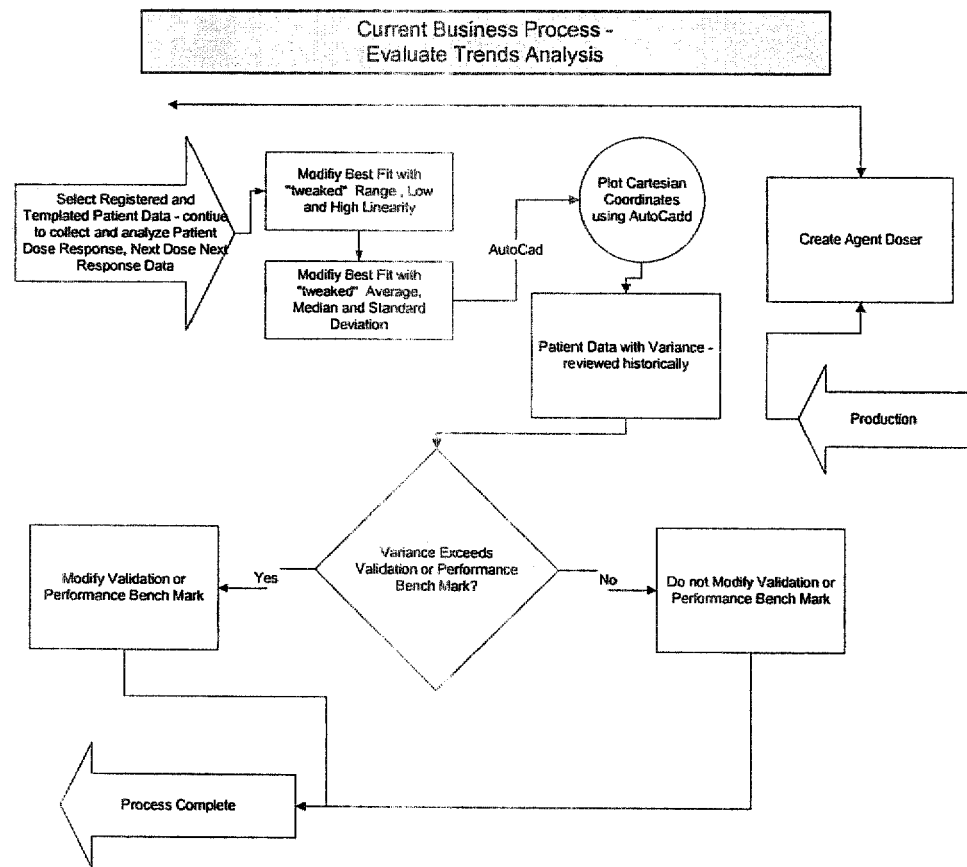 Current Business Process -
Evaluate Trends Analysis
Select Registered and
Templated Patient Data - contiue
to collect and analyze Patient
Dose Response, Next Dose Next
Response Data
Modify Best Fit with
"tweaked" Range , Low
and High Linearity
Modifiy Best Fit with
"tweaked" Average,
Median and Standard
Deviation
AutoCad
Plot Cartesian
Coordinates
using AutoCadd
Patient Data with Variance -
reviewed historically
Create Agent Doser
Production
Variance Exceeds
Validation or Performance
Bench Mark?
Yes
No
Modify Validation or
Performance Bench Mark
Do not Modify Validation or
Performance Bench Mark
Process Complete